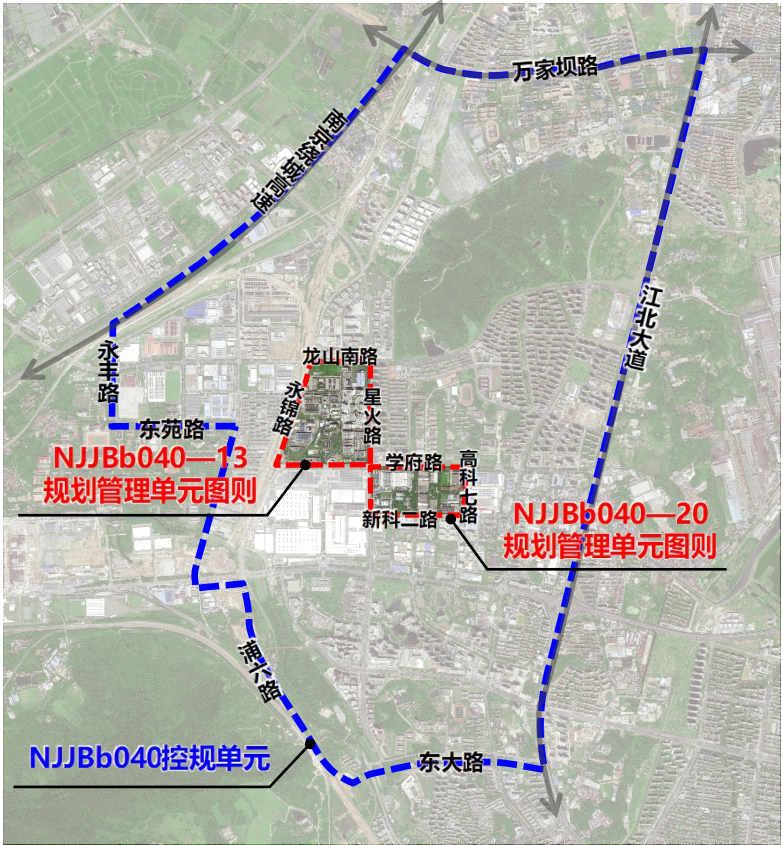 万家坝路
南京绕城高速
江北大道
永丰路
龙山南路
永锦路
星火路
东苑路
NJJBb040—13
规划管理单元图则
学府路
高科七路
新科二路
NJJBb040—20
规划管理单元图则
浦六路
NJJBb040控规单元
东大路